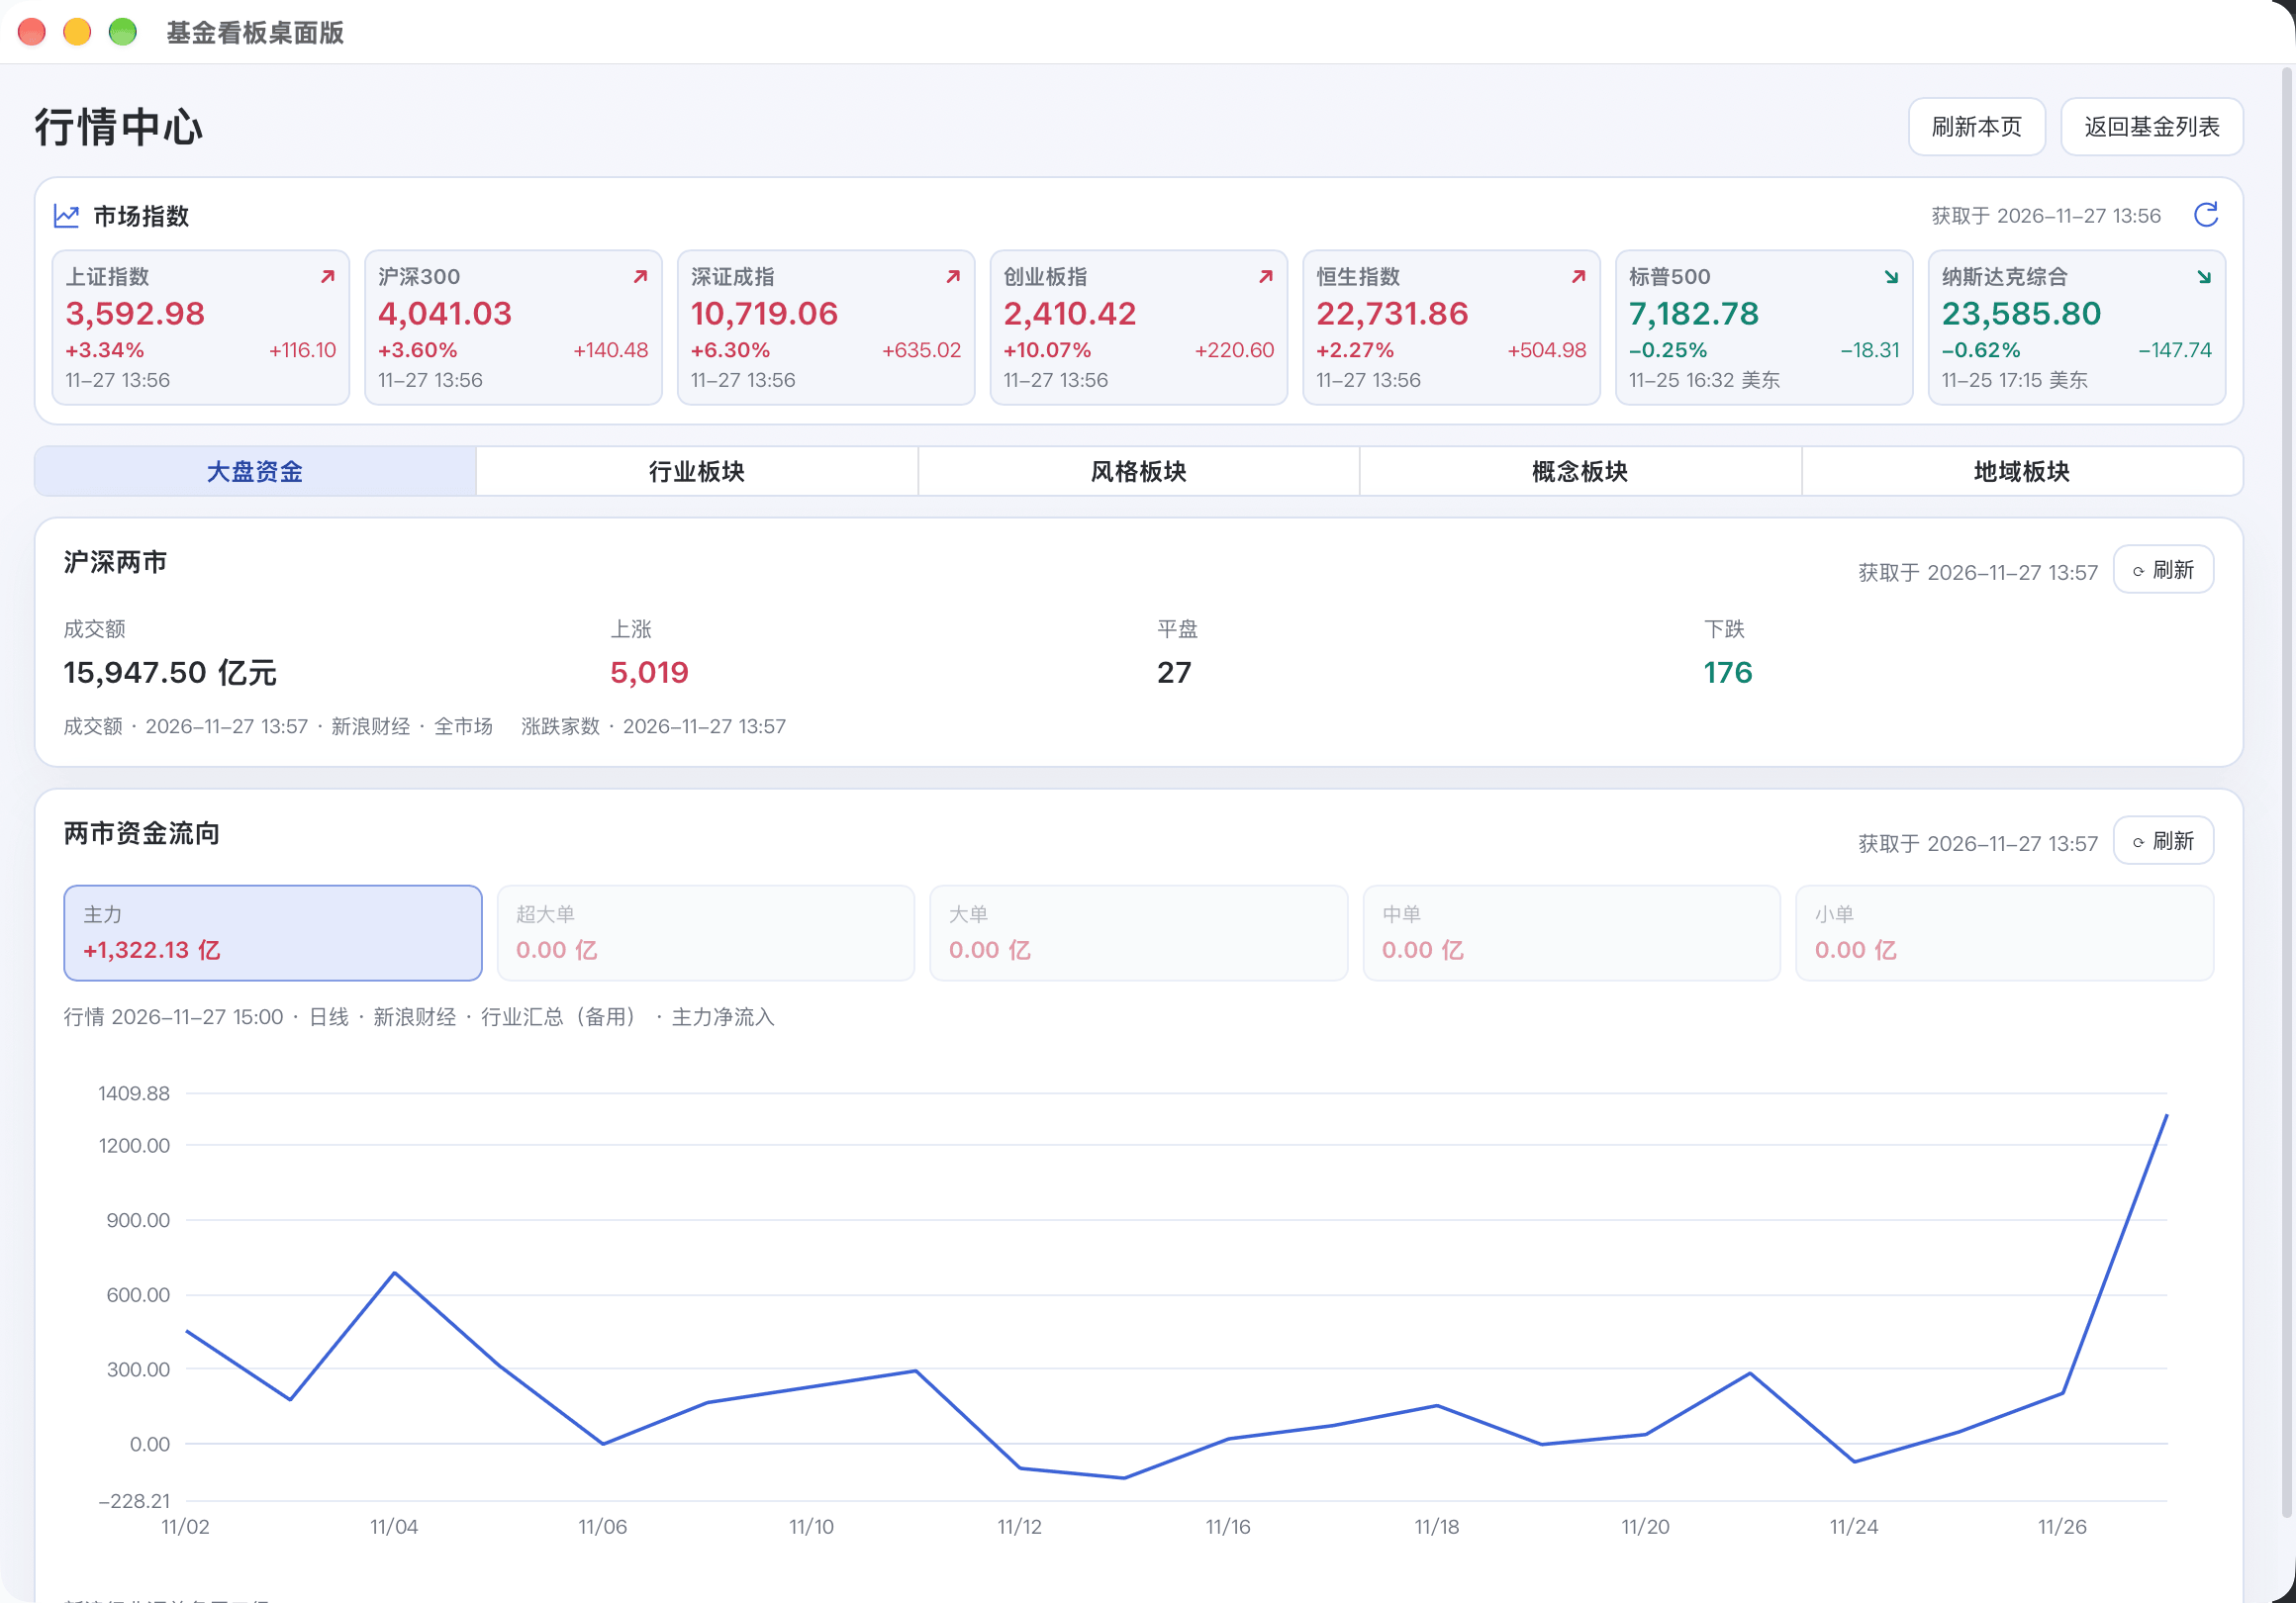 基金看板桌面版
行情中心
刷新本页 返回基金列表
市场指数 获取于 2026-11-27 13:56
上证指数
3,592.98
+3.34% +116.10
11-27 13:56
沪深300
4,041.03
+3.60% +140.48
11-27 13:56
深证成指
10,719.06
+6.30% +635.02
11-27 13:56
创业板指
2,410.42
+10.07% +220.60
11-27 13:56
恒生指数
22,731.86
+2.27% +504.98
11-27 13:56
标普500
7,182.78
-0.25% -18.31
11-25 16:32 美东
纳斯达克综合
23,585.80
-0.62% -147.74
11-25 17:15 美东
大盘资金 行业板块 风格板块 概念板块 地域板块
沪深两市 获取于 2026-11-27 13:57 刷新
成交额 上涨 平盘 下跌
15,947.50 亿元 5,019 27 176
成交额 · 2026-11-27 13:57 · 新浪财经 · 全市场 涨跌家数 · 2026-11-27 13:57
两市资金流向 获取于 2026-11-27 13:57 刷新
主力 超大单 大单 中单 小单
+1,322.13 亿 0.00 亿 0.00 亿 0.00 亿 0.00 亿
行情 2026-11-27 15:00 · 日线 · 新浪财经 · 行业汇总（备用） · 主力净流入
1409.88
1200.00
900.00
600.00
300.00
0.00
-228.21
11/02 11/04 11/06 11/10 11/12 11/16 11/18 11/20 11/24 11/26